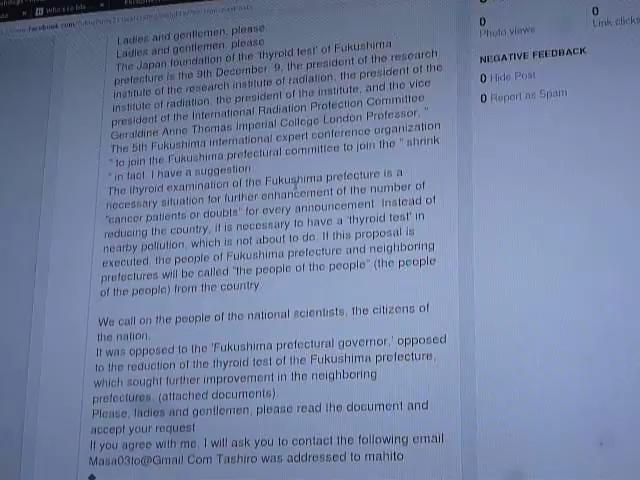 Who's to bla
Ladies and gentlemen, please
Ladies and gentlemen, please
The Japan foundation of the 'thyroid test' of Fukushima
prefecture is the 9th December, 9, the president of the research
institute of the research institute of radiation, the president of the
institute of radiation, the president of the institute, and the vice
president of the International Radiation Protection Committee
Geraldine Anne Thomas Imperial College London Professor, "
The 5th Fukushima international expert conference organization
" to join the Fukushima prefectural committee to join the " shrink
" in fact. I have a suggestion.
The thyroid examination of the Fukushima prefecture is a
necessary situation for further enhancement of the number of
"cancer patients or doubts" for every announcement. Instead of
reducing the country, it is necessary to have a 'thyroid test' in
nearby pollution, which is not about to do. If this proposal is
executed, the people of Fukushima prefecture and neighboring
prefectures will be called "the people of the people" (the people
of the people) from the country.
We call on the people of the national scientists, the citizens of
the nation.
It was opposed to the 'Fukushima prefectural governor,' opposed
to the reduction of the thyroid test of the Fukushima prefecture,
which sought further improvement in the neighboring
prefectures. (attached documents)
Please, ladies and gentlemen, please read the document and
accept your request
If you agree with me, I will ask you to contact the following email.
Masa03to@Gmail Com Tashiro was addressed to mahito.
0
Photo views
0
Link clicks
NEGATIVE FEEDBACK
0 Hide Post
0 Report as Spam